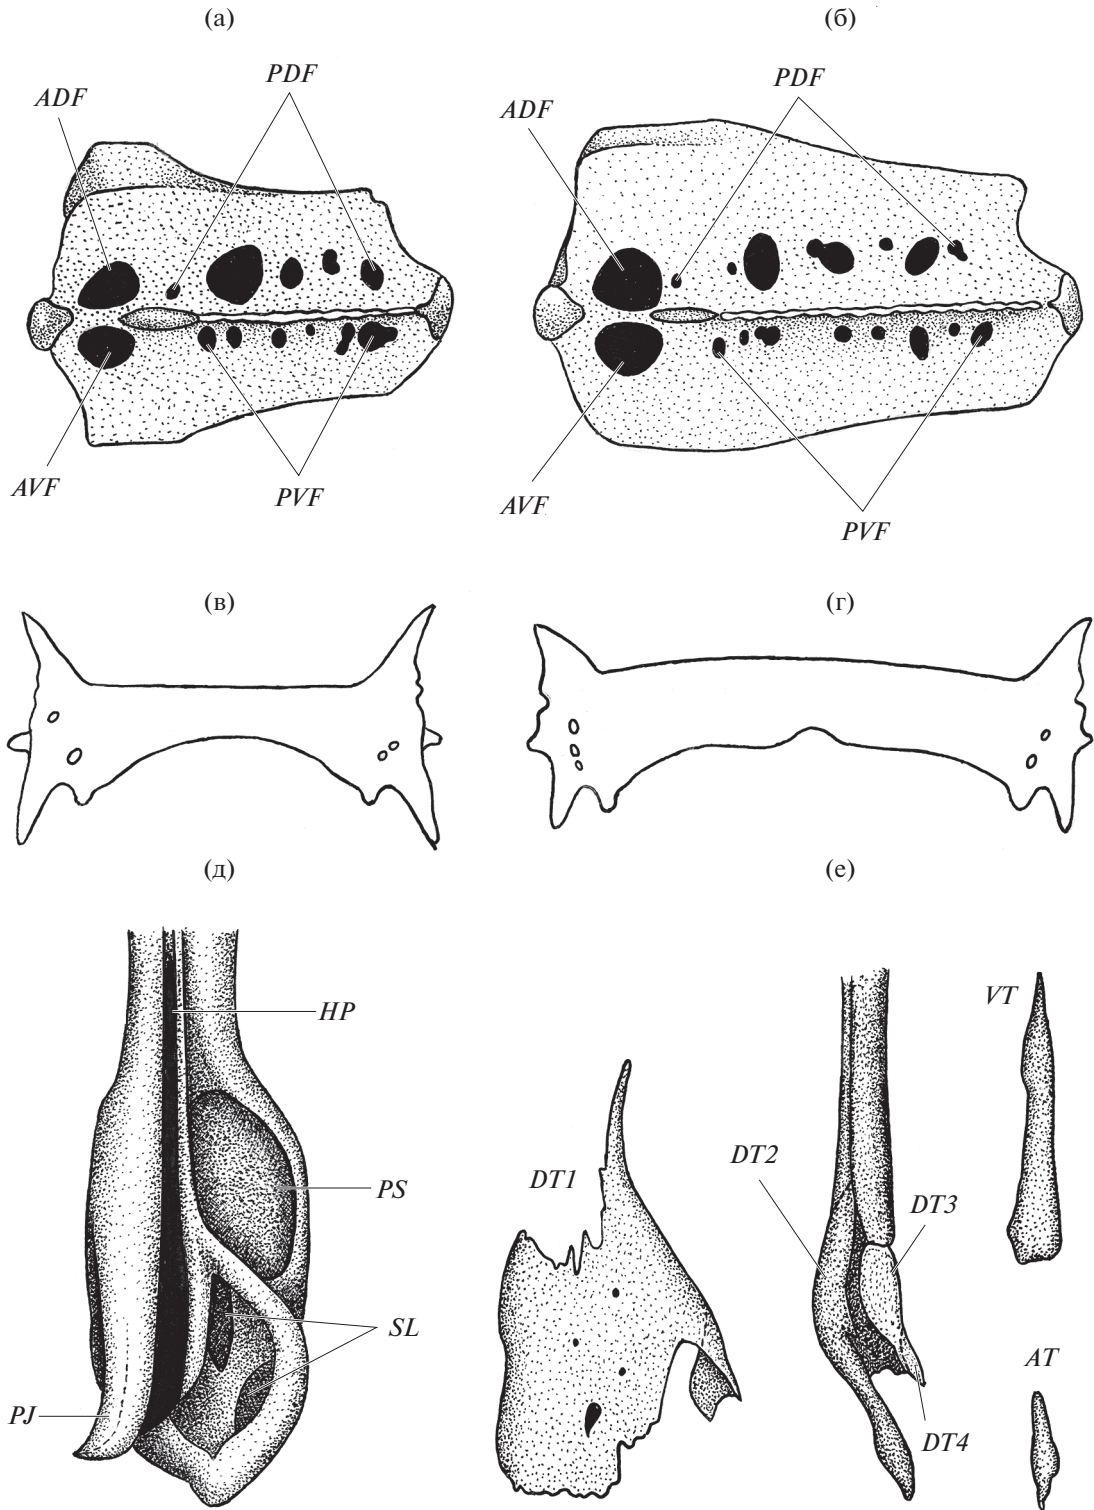 (а)
(б)
PDF
ADF
PDF
ADF
AVF
PVF
AVF
PVF
(в)
(г)
(д)
(е)
HP
PS
SL
PJ
VT
DT1
DT2
DT3
AT
DT4